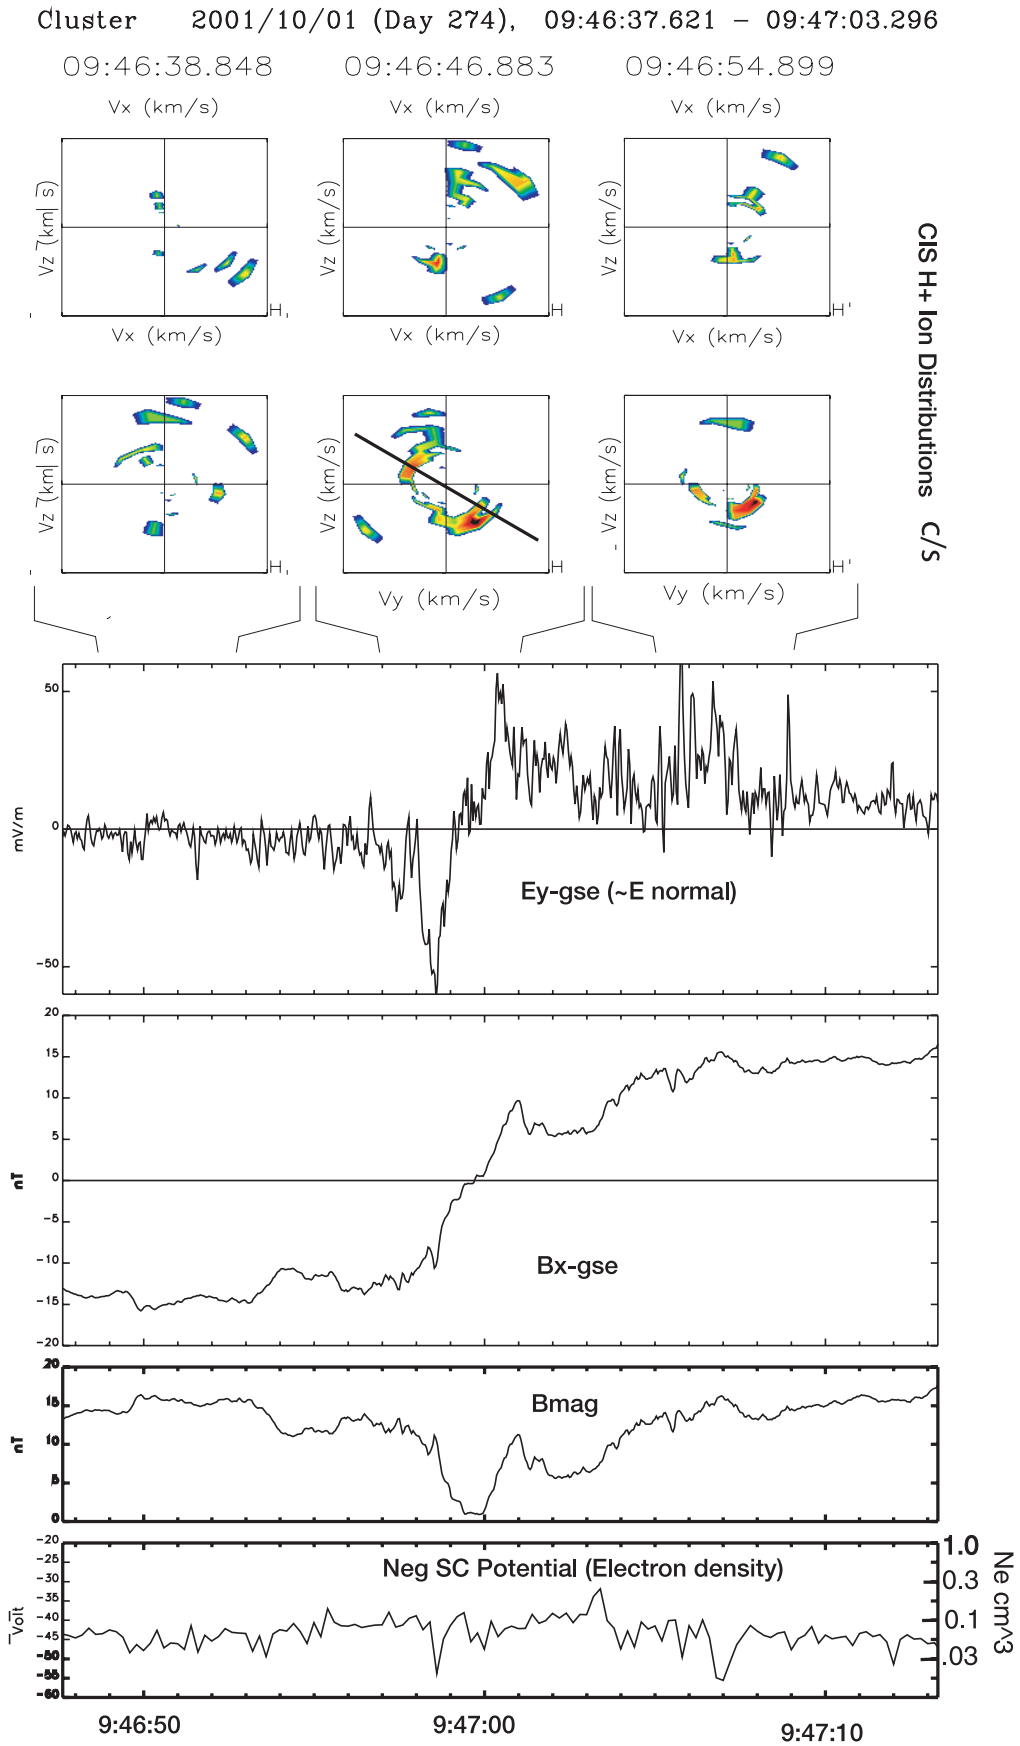 Cluster 2001/10/01 (Day 274), 09:46:37.621 – 09:47:03.296
09:46:38.848 09:46:46.883 09:46:54.899
Vx (km/s) Vx (km/s) Vx (km/s)
Vz (km/s) Vz (km/s) Vz (km/s)
H H H
Vx (km/s) Vx (km/s) Vx (km/s)
Vz (km/s) Vz (km/s) Vz (km/s)
H H H
Vy (km/s) Vy (km/s)
CIS H+ Ion Distributions C/S
50
0
-50
mV/m
Ey-gse (~E normal)
20
15
10
5
0
-5
-10
-15
-20
nT
Bx-gse
20
15
10
5
0
nT
Bmag
-20
-25
-30
-35
-40
-45
-50
-55
-60
Volt
Neg SC Potential (Electron density)
1.0
0.3
0.1
.03
Ne cm^3
9:46:50 9:47:00 9:47:10